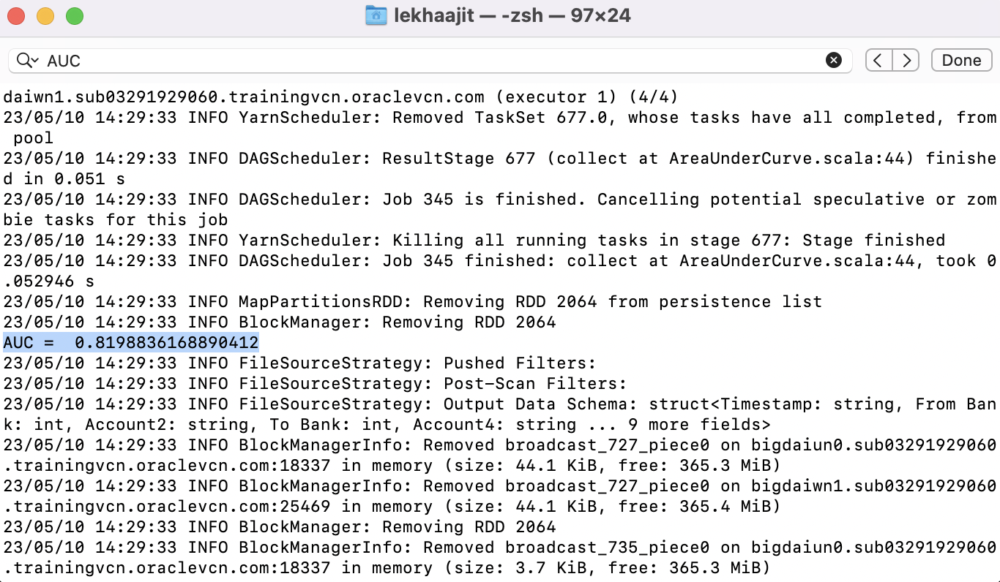 lekhaajit — -zsh — 97×24
AUC
Done
daiwn1.sub03291929060.trainingvcn.oraclevcn.com (executor 1) (4/4)
23/05/10 14:29:33 INFO YarnScheduler: Removed TaskSet 677.0, whose tasks have all completed, from
 pool
23/05/10 14:29:33 INFO DAGScheduler: ResultStage 677 (collect at AreaUnderCurve.scala:44) finishe
d in 0.051 s
23/05/10 14:29:33 INFO DAGScheduler: Job 345 is finished. Cancelling potential speculative or zom
bie tasks for this job
23/05/10 14:29:33 INFO YarnScheduler: Killing all running tasks in stage 677: Stage finished
23/05/10 14:29:33 INFO DAGScheduler: Job 345 finished: collect at AreaUnderCurve.scala:44, took 0
.052946 s
23/05/10 14:29:33 INFO MapPartitionsRDD: Removing RDD 2064 from persistence list
23/05/10 14:29:33 INFO BlockManager: Removing RDD 2064
AUC =  0.8198836168890412
23/05/10 14:29:33 INFO FileSourceStrategy: Pushed Filters:
23/05/10 14:29:33 INFO FileSourceStrategy: Post-Scan Filters:
23/05/10 14:29:33 INFO FileSourceStrategy: Output Data Schema: struct<Timestamp: string, From Ban
k: int, Account2: string, To Bank: int, Account4: string ... 9 more fields>
23/05/10 14:29:33 INFO BlockManagerInfo: Removed broadcast_727_piece0 on bigdaiun0.sub03291929060
.trainingvcn.oraclevcn.com:18337 in memory (size: 44.1 KiB, free: 365.3 MiB)
23/05/10 14:29:33 INFO BlockManagerInfo: Removed broadcast_727_piece0 on bigdaiwn1.sub03291929060
.trainingvcn.oraclevcn.com:25469 in memory (size: 44.1 KiB, free: 365.4 MiB)
23/05/10 14:29:33 INFO BlockManager: Removing RDD 2064
23/05/10 14:29:33 INFO BlockManagerInfo: Removed broadcast_735_piece0 on bigdaiun0.sub03291929060
.trainingvcn.oraclevcn.com:18337 in memory (size: 3.7 KiB, free: 365.3 MiB)